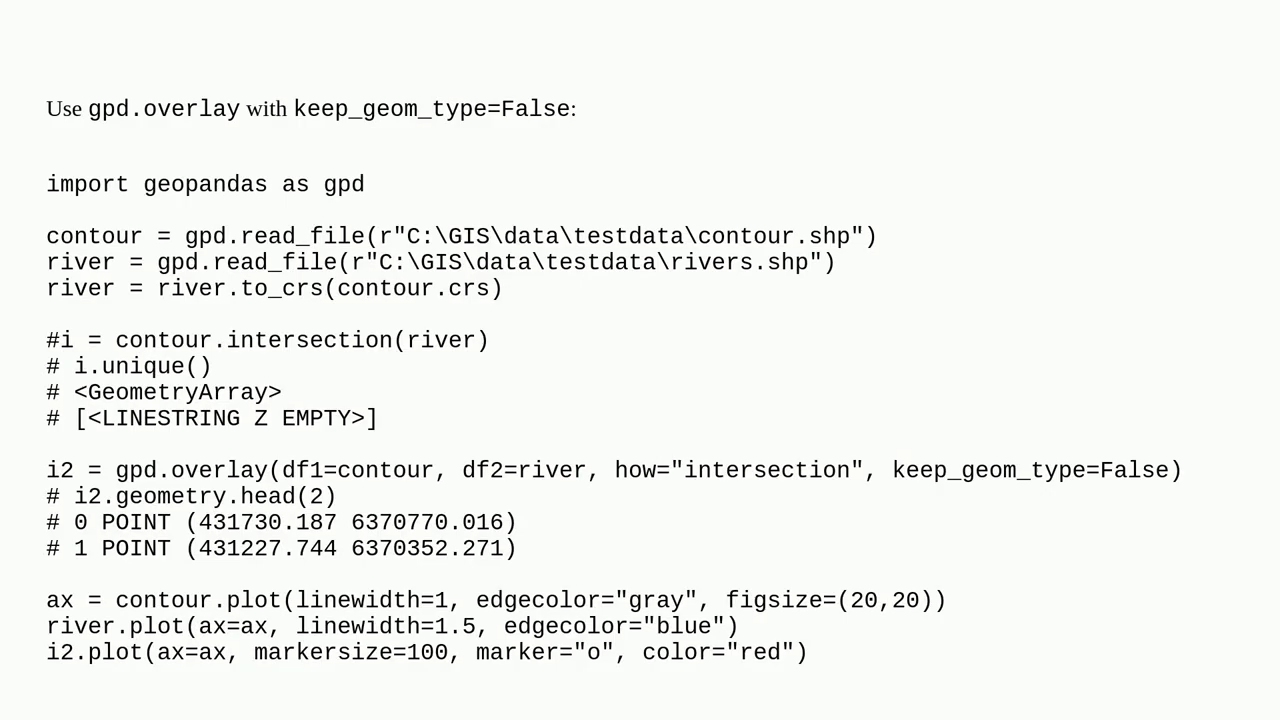 Use gpd.overlay with keep_geom_type=False:
import geopandas as gpd
contour = gpd.read_file(r"C:\GIS\data\testdata\contour.shp")
river = gpd.read_file(r"C:\GIS\data\testdata\rivers.shp")
river = river.to_crs(contour.crs)
#i = contour.intersection(river)
# i.unique()
# <GeometryArray>
# [<LINESTRING Z EMPTY>]
i2 = gpd.overlay(df1=contour, df2=river, how="intersection", keep_geom_type=False)
# i2.geometry.head(2)
# 0 POINT (431730.187 6370770.016)
# 1 POINT (431227.744 6370352.271)
ax = contour.plot(linewidth=1, edgecolor="gray", figsize=(20,20))
river.plot(ax=ax, linewidth=1.5, edgecolor="blue")
i2.plot(ax=ax, markersize=100, marker="o", color="red")